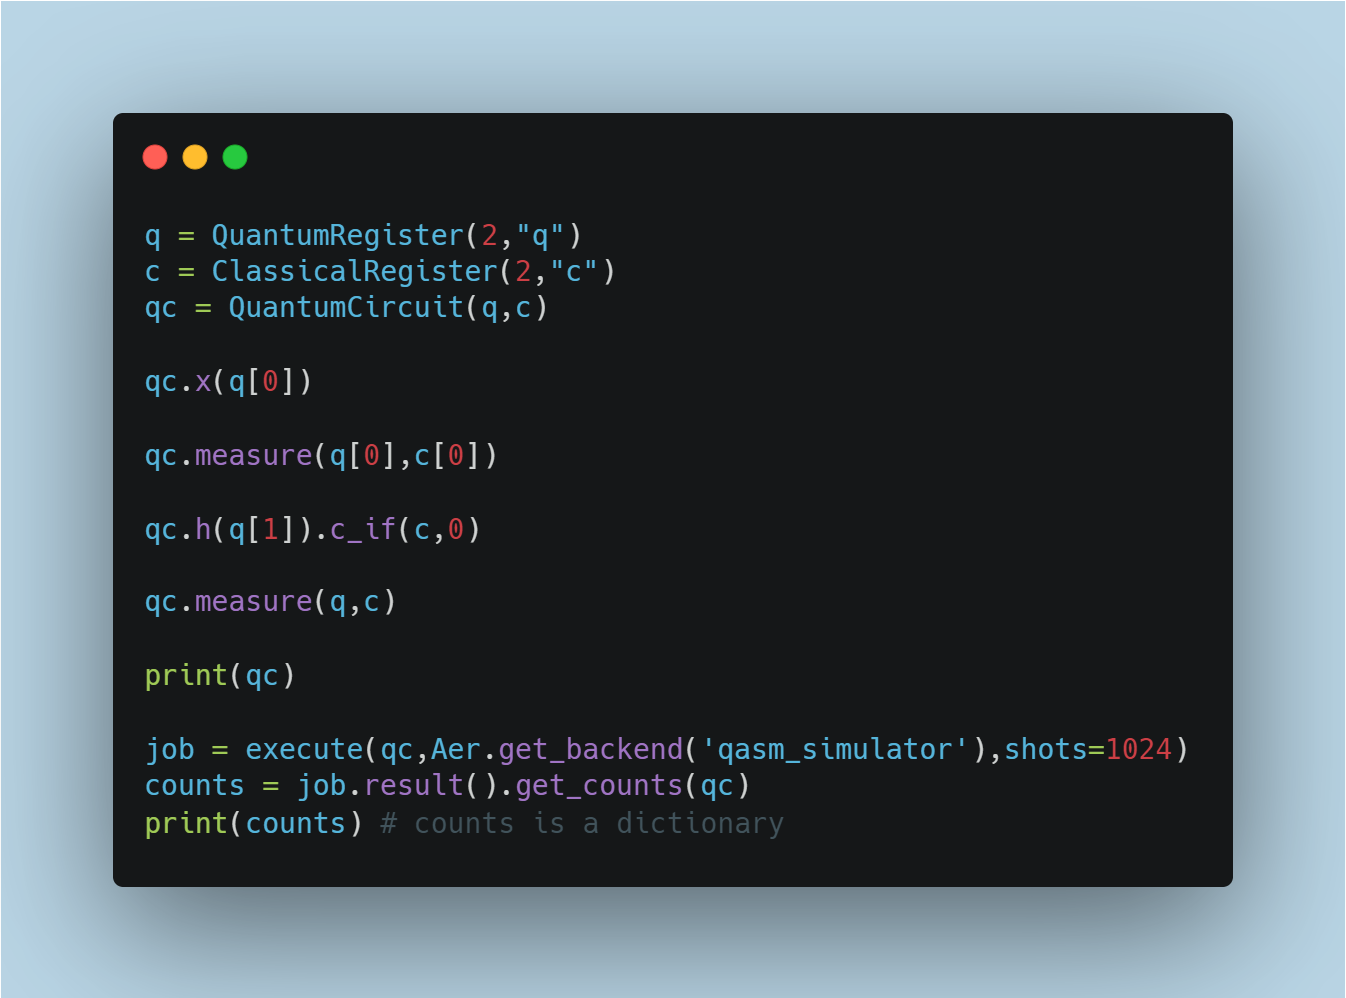 q = QuantumRegister(2,"q")
c = ClassicalRegister(2,"c")
qc = QuantumCircuit(q,c)
qc.x(q[0])
qc.measure(q[0],c[0])
qc.h(q[1]).c_if(c,0)
qc.measure(q,c)
print(qc)
job = execute(qc,Aer.get_backend('qasm_simulator'),shots=1024)
counts = job.result().get_counts(qc)
print(counts) # counts is a dictionary